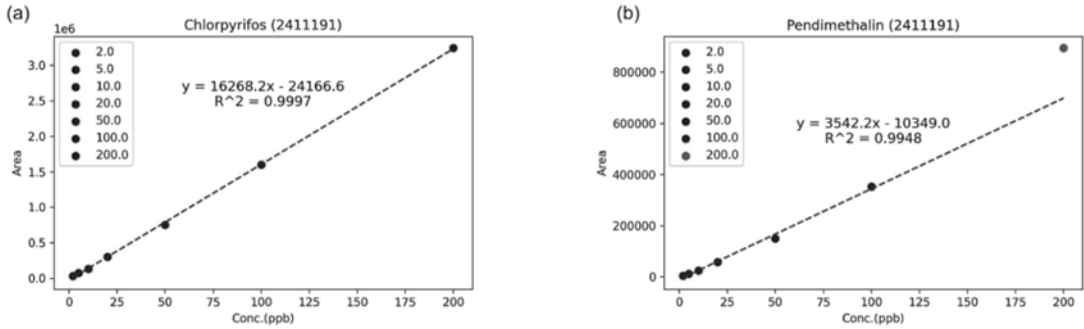 (a)
Chlorpyrifos (2411191)
1e6
2.0
5.0
10.0
20.0
50.0
100.0
200.0
y = 16268.2x - 24166.6
R^2 = 0.9997
3.0
2.5
2.0
1.5
1.0
0.5
0.0
Area
0 25 50 75 100 125 150 175 200
Conc.(ppb)
(b)
Pendimethalin (2411191)
2.0
5.0
10.0
20.0
50.0
100.0
200.0
y = 3542.2x - 10349.0
R^2 = 0.9948
800000
600000
400000
200000
0
Area
0 25 50 75 100 125 150 175 200
Conc.(ppb)